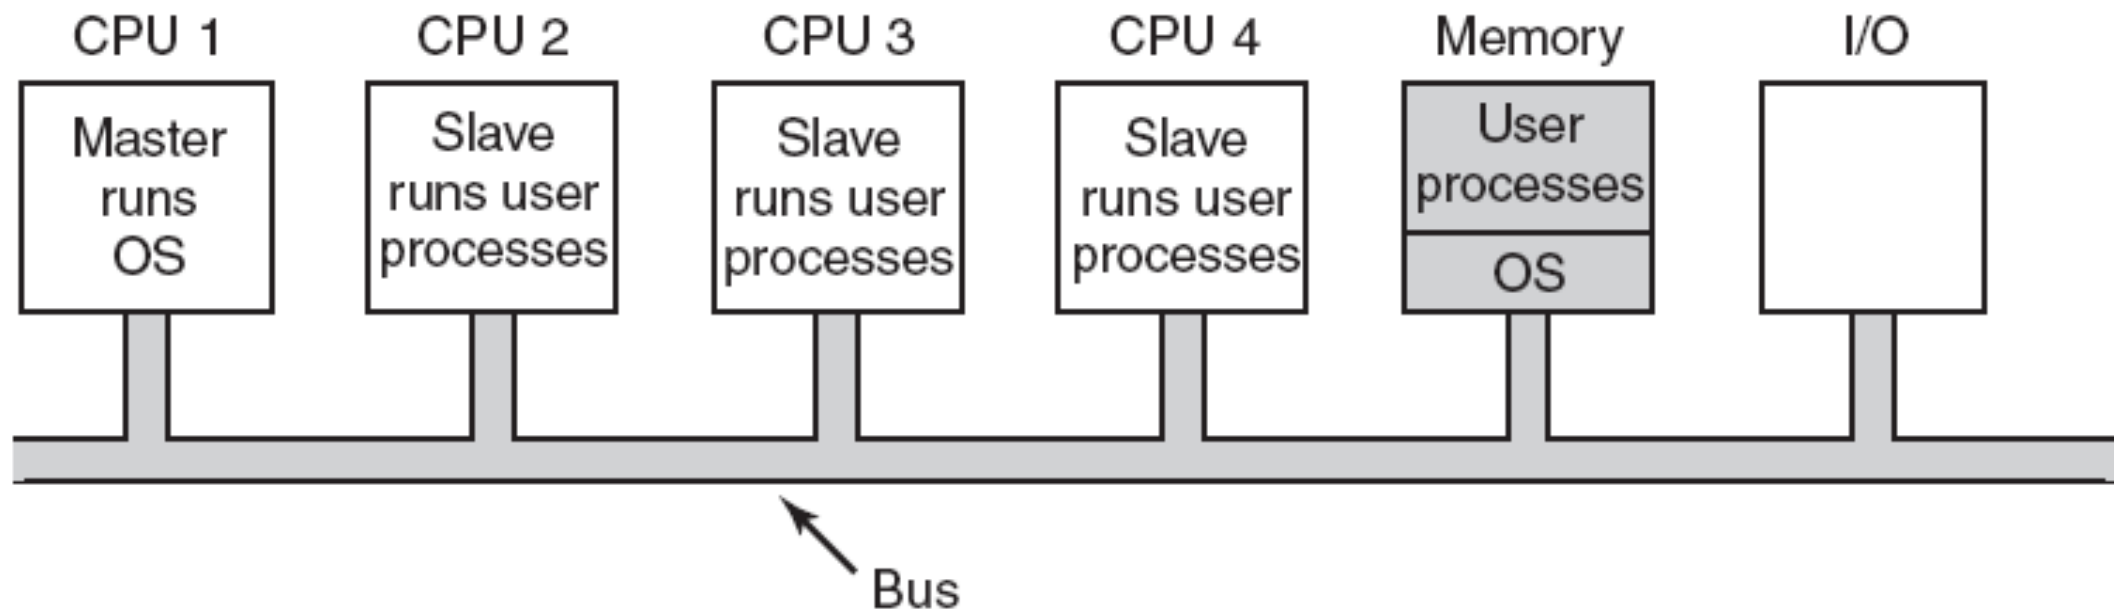 CPU 1
CPU 2
CPU 3
CPU 4
Memory
I/O
Master
runs
OS
Slave
runs user
processes
Slave
runs user
processes
Slave
runs user
processes
User
processes
OS
Bus